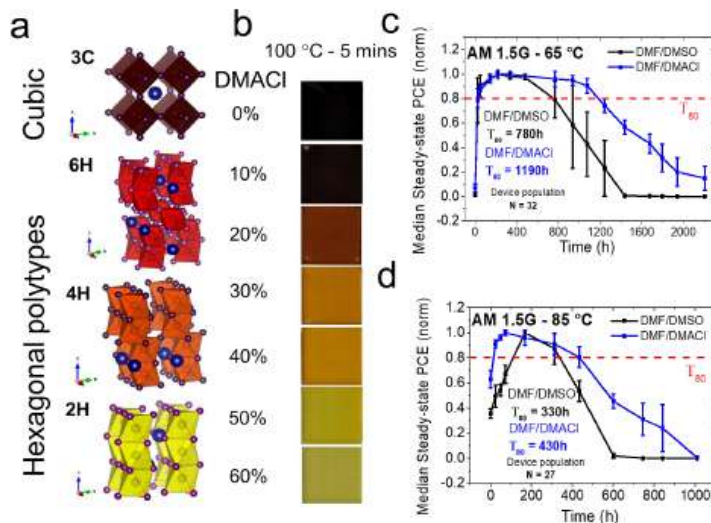 a
Cubic
Hexagonal polytypes
3C
6H
4H
2H
b
100 °C - 5 mins
DMACl
0%
10%
20%
30%
40%
50%
60%
c
AM 1.5G - 65 °C
DMF/DMSO
DMF/DMACl
T80
DMF/DMSO
T80 = 780h
DMF/DMACl
T80 = 1190h
Device population
N = 32
Median Steady-state PCE (norm)
1.4
1.2
1.0
0.8
0.6
0.4
0.2
0.0
-0.2
0 400 800 1200 1600 2000
Time (h)
d
AM 1.5G - 85 °C
DMF/DMSO
DMF/DMACl
T80
DMF/DMSO
T80 = 330h
DMF/DMACl
T80 = 430h
Device population
N = 27
Median Steady-state PCE (norm)
1.4
1.2
1.0
0.8
0.6
0.4
0.2
0.0
-0.2
0 200 400 600 800 1000
Time (h)